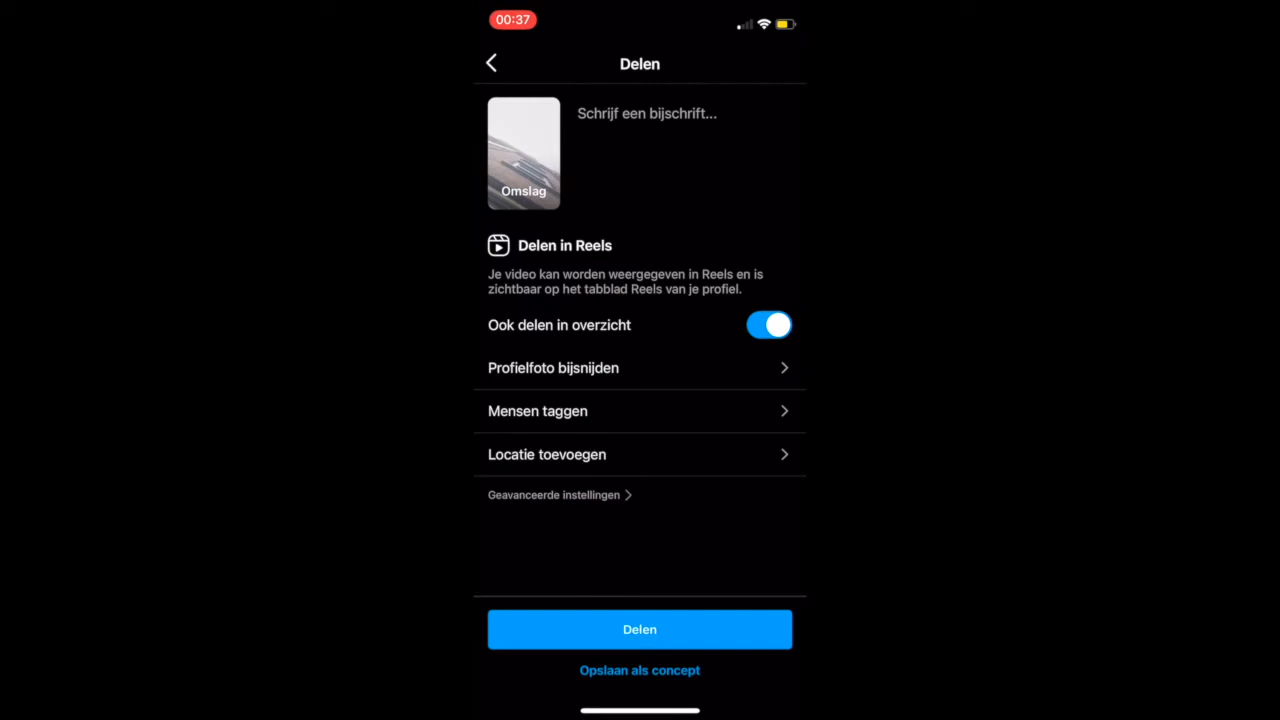 00:37
Delen
Schrijf een bijschrift...
Omslag
Delen in Reels
Je video kan worden weergegeven in Reels en is
zichtbaar op het tabblad Reels van je profiel.
Ook delen in overzicht
Profielfoto bijsnijden
Mensen taggen
Locatie toevoegen
Geavanceerde instellingen
Delen
Opslaan als concept